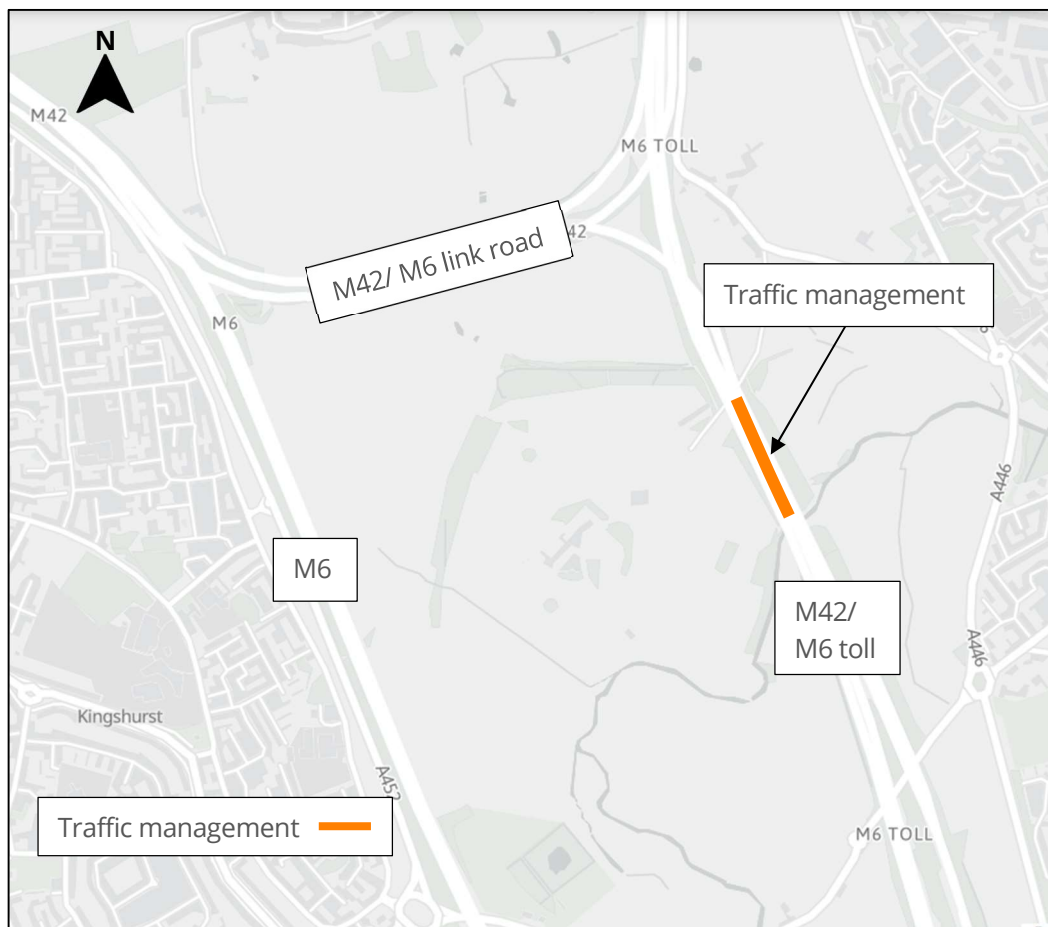 N
M42
M6 TOLL
M42/ M6 link road
42
Traffic management
M6
A446
M6
M42/
M6 toll
A446
Kingshurst
A452
Traffic management
M6 TOLL